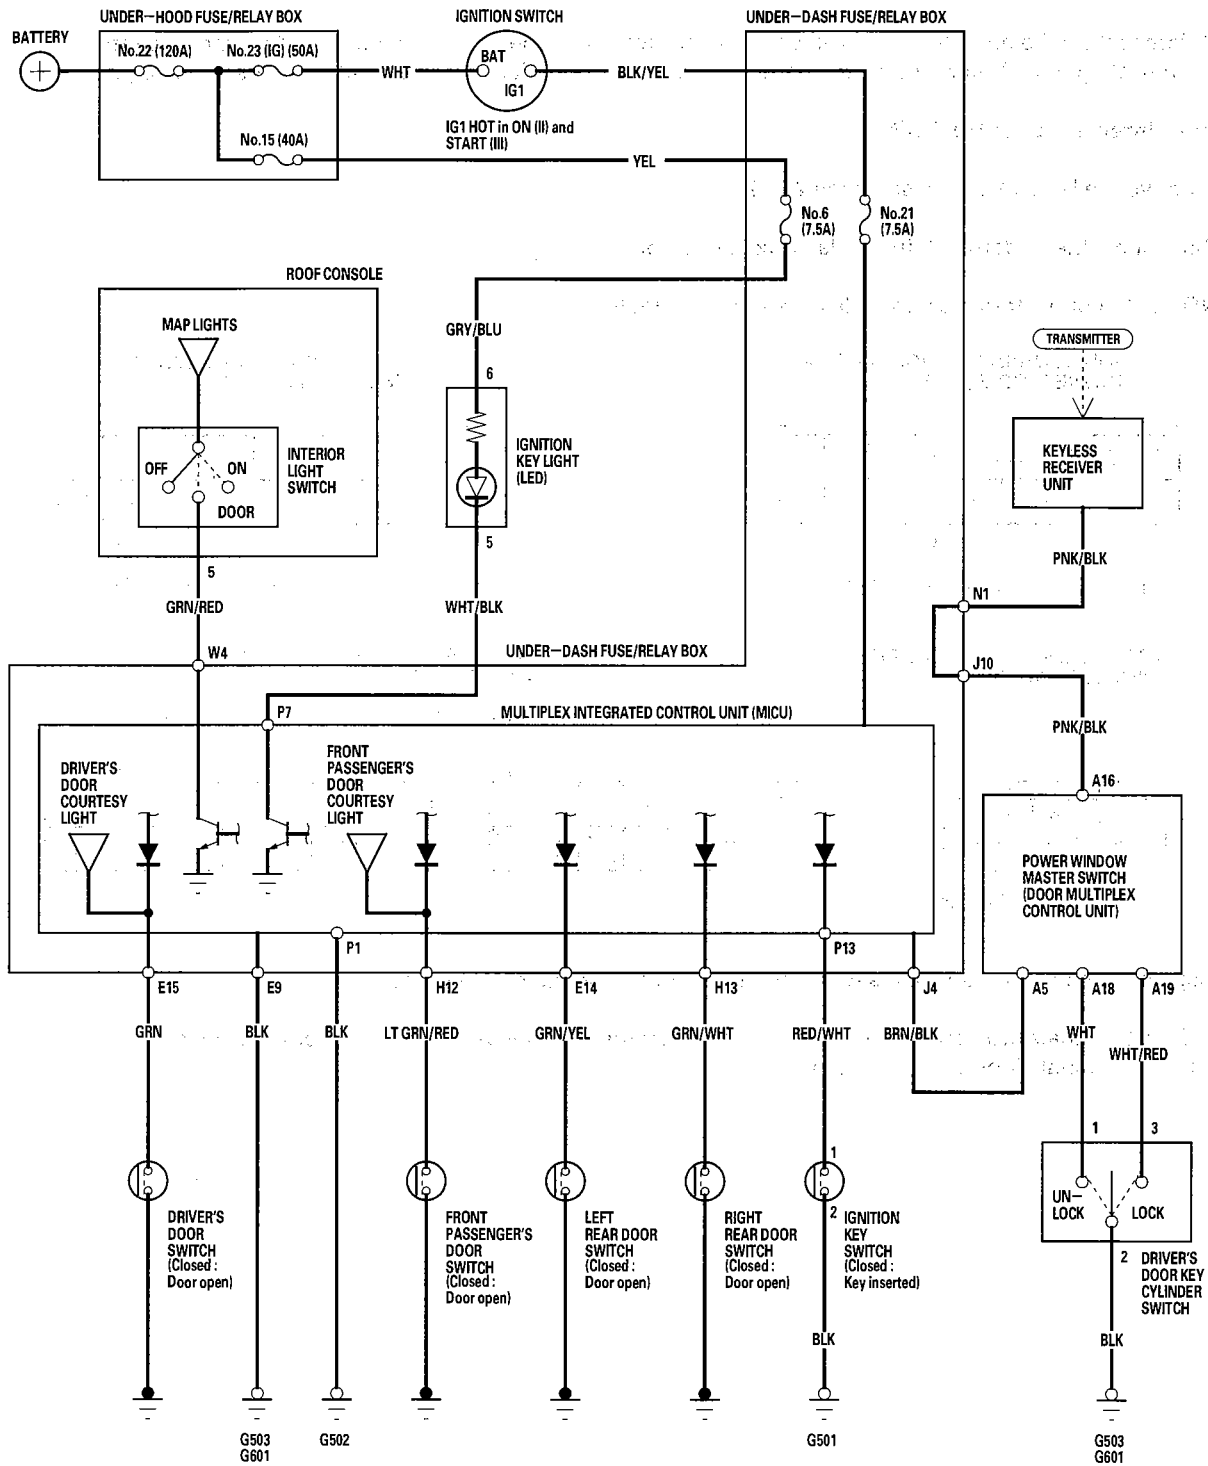 UNDER–HOOD FUSE/RELAY BOX
IGNITION SWITCH
UNDER–DASH FUSE/RELAY BOX
BATTERY
No.22 (120A)
No.23 (IG) (50A)
WHT
BAT
IG1
BLK/YEL
IG1 HOT in ON (II) and
START (III)
No.15 (40A)
YEL
No.6
(7.5A)
No.21
(7.5A)
ROOF CONSOLE
MAP LIGHTS
GRY/BLU
TRANSMITTER
6
OFF
ON
DOOR
INTERIOR
LIGHT
SWITCH
IGNITION
KEY LIGHT
(LED)
KEYLESS
RECEIVER
UNIT
5
5
PNK/BLK
GRN/RED
WHT/BLK
N1
W4
UNDER–DASH FUSE/RELAY BOX
J10
P7
MULTIPLEX INTEGRATED CONTROL UNIT (MICU)
PNK/BLK
DRIVER'S
DOOR
COURTESY
LIGHT
FRONT
PASSENGER'S
DOOR
COURTESY
LIGHT
A16
POWER WINDOW
MASTER SWITCH
(DOOR MULTIPLEX
CONTROL UNIT)
P1
P13
E15
E9
H12
E14
H13
J4
A5
A18
A19
GRN
BLK
BLK
LT GRN/RED
GRN/YEL
GRN/WHT
RED/WHT
BRN/BLK
WHT
WHT/RED
1
3
1
2
UN–
LOCK
LOCK
DRIVER'S
DOOR
SWITCH
(Closed :
Door open)
FRONT
PASSENGER'S
DOOR
SWITCH
(Closed :
Door open)
LEFT
REAR DOOR
SWITCH
(Closed :
Door open)
RIGHT
REAR DOOR
SWITCH
(Closed :
Door open)
IGNITION
KEY
SWITCH
(Closed :
Key inserted)
2
DRIVER'S
DOOR KEY
CYLINDER
SWITCH
BLK
BLK
G503
G601
G502
G501
G503
G601